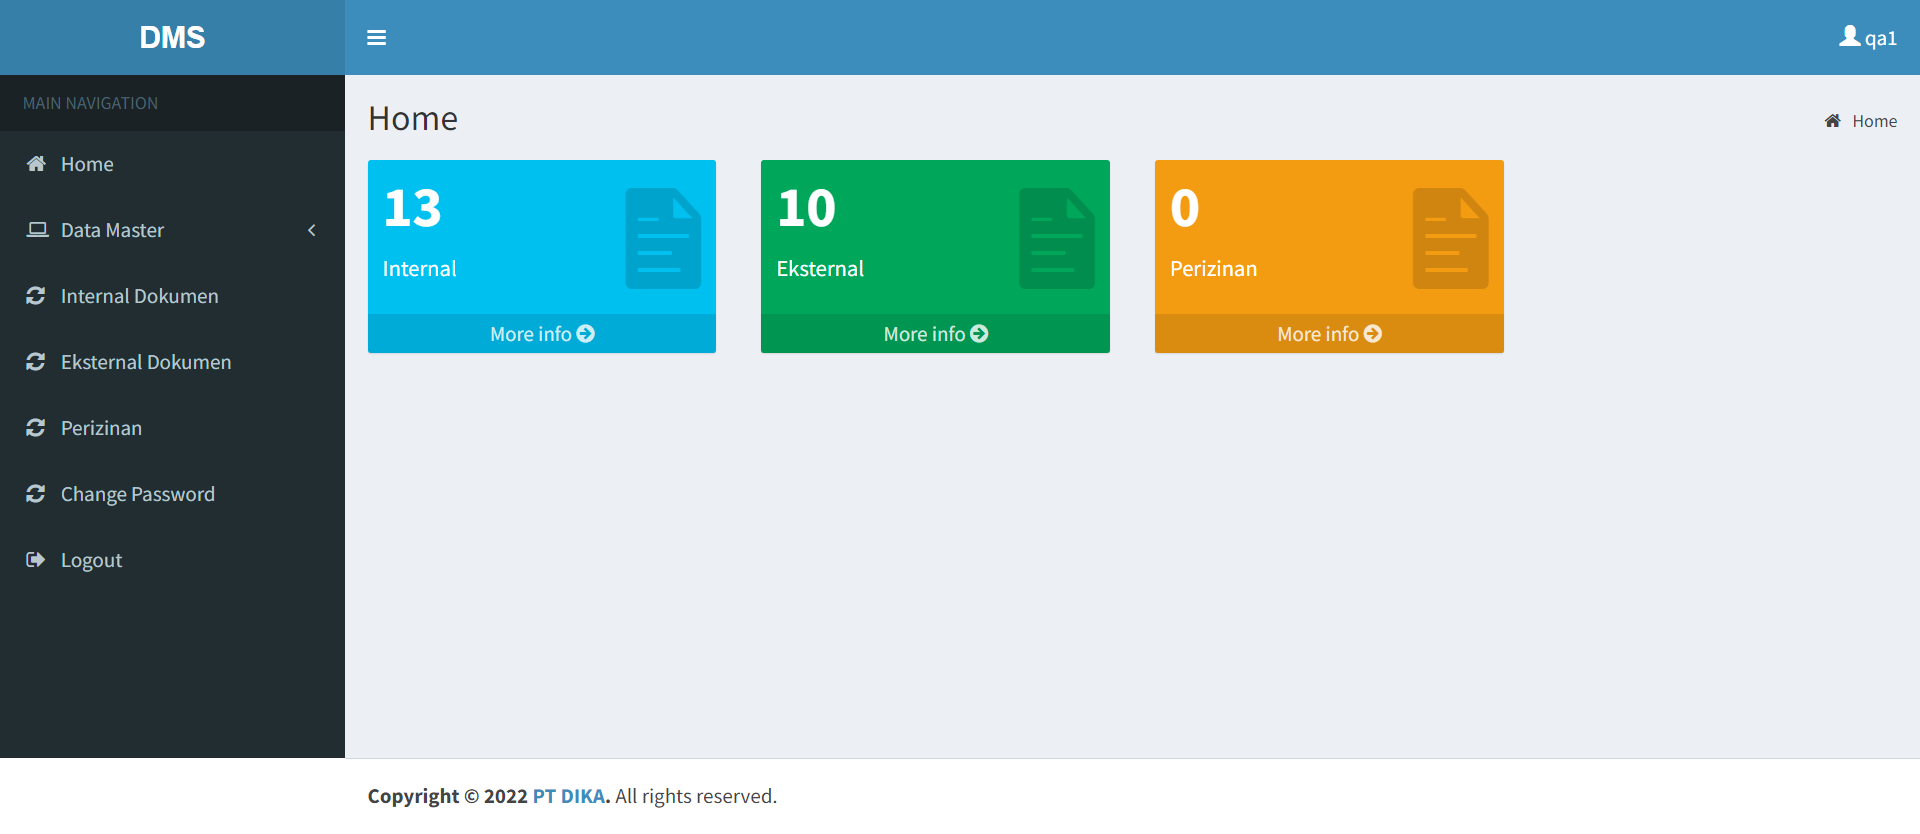 DMS
qa1
MAIN NAVIGATION
Home
Data Master
Internal Dokumen
Eksternal Dokumen
Perizinan
Change Password
Logout
Home
Home
13
Internal
More info
10
Eksternal
More info
0
Perizinan
More info
Copyright © 2022 PT DIKA. All rights reserved.